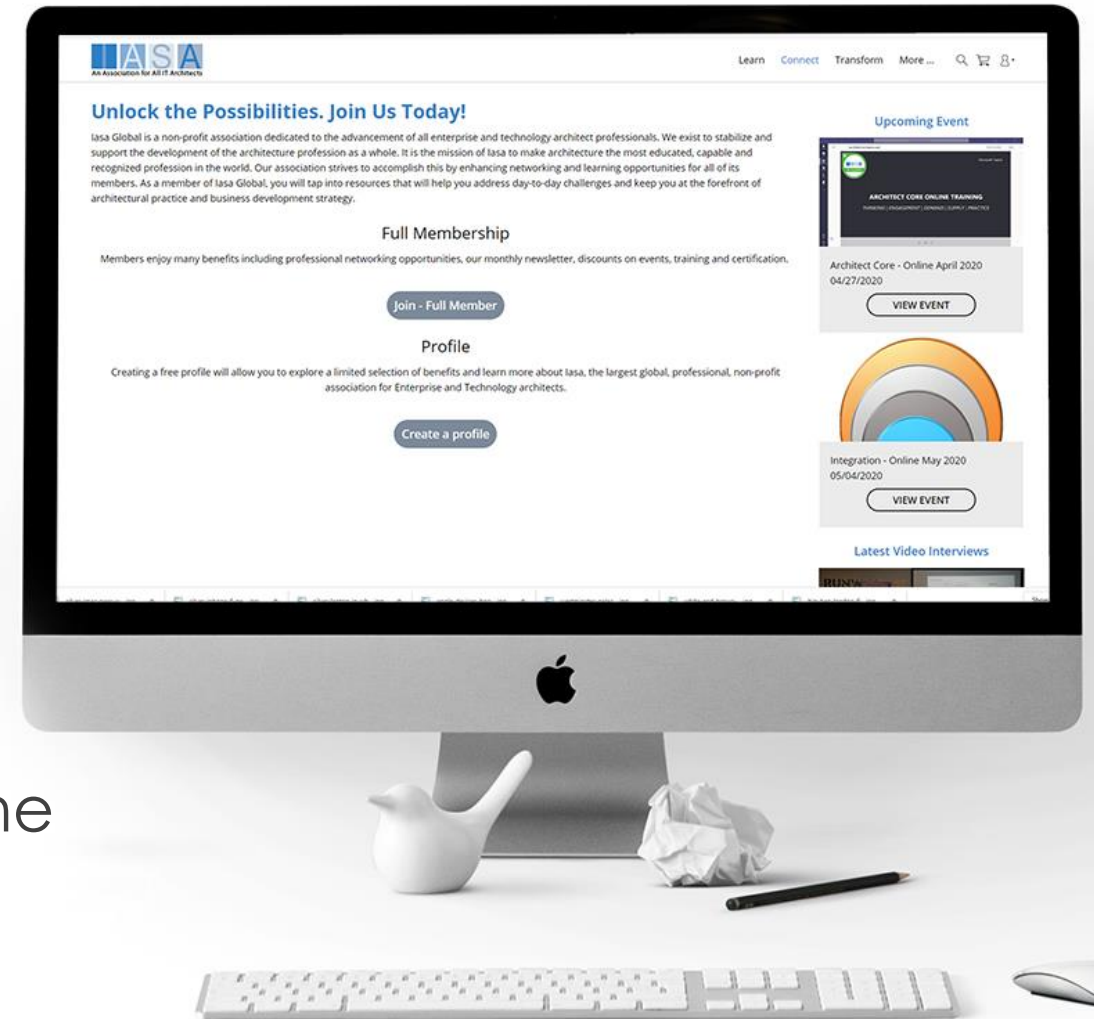 IASA
An Association for All IT Architects
Learn Connect Transform More ...
Unlock the Possibilities. Join Us Today!
Iasa Global is a non-profit association dedicated to the advancement of all enterprise and technology architect professionals. We exist to stabilize and
support the development of the architecture profession as a whole. It is the mission of Iasa to make architecture the most educated, capable and
recognized profession in the world. Our association strives to accomplish this by enhancing networking and learning opportunities for all of its
members. As a member of Iasa Global, you will tap into resources that will help you address day-to-day challenges and keep you at the forefront of
architectural practice and business development strategy.
Full Membership
Members enjoy many benefits including professional networking opportunities, our monthly newsletter, discounts on events, training and certification.
Join - Full Member
Profile
Creating a free profile will allow you to explore a limited selection of benefits and learn more about Iasa, the largest global, professional, non-profit
association for Enterprise and Technology architects.
Create a profile
Upcoming Event
ARCHITECT CORE ONLINE TRAINING
Architect Core - Online April 2020
04/27/2020
VIEW EVENT
Integration - Online May 2020
05/04/2020
VIEW EVENT
Latest Video Interviews
ne